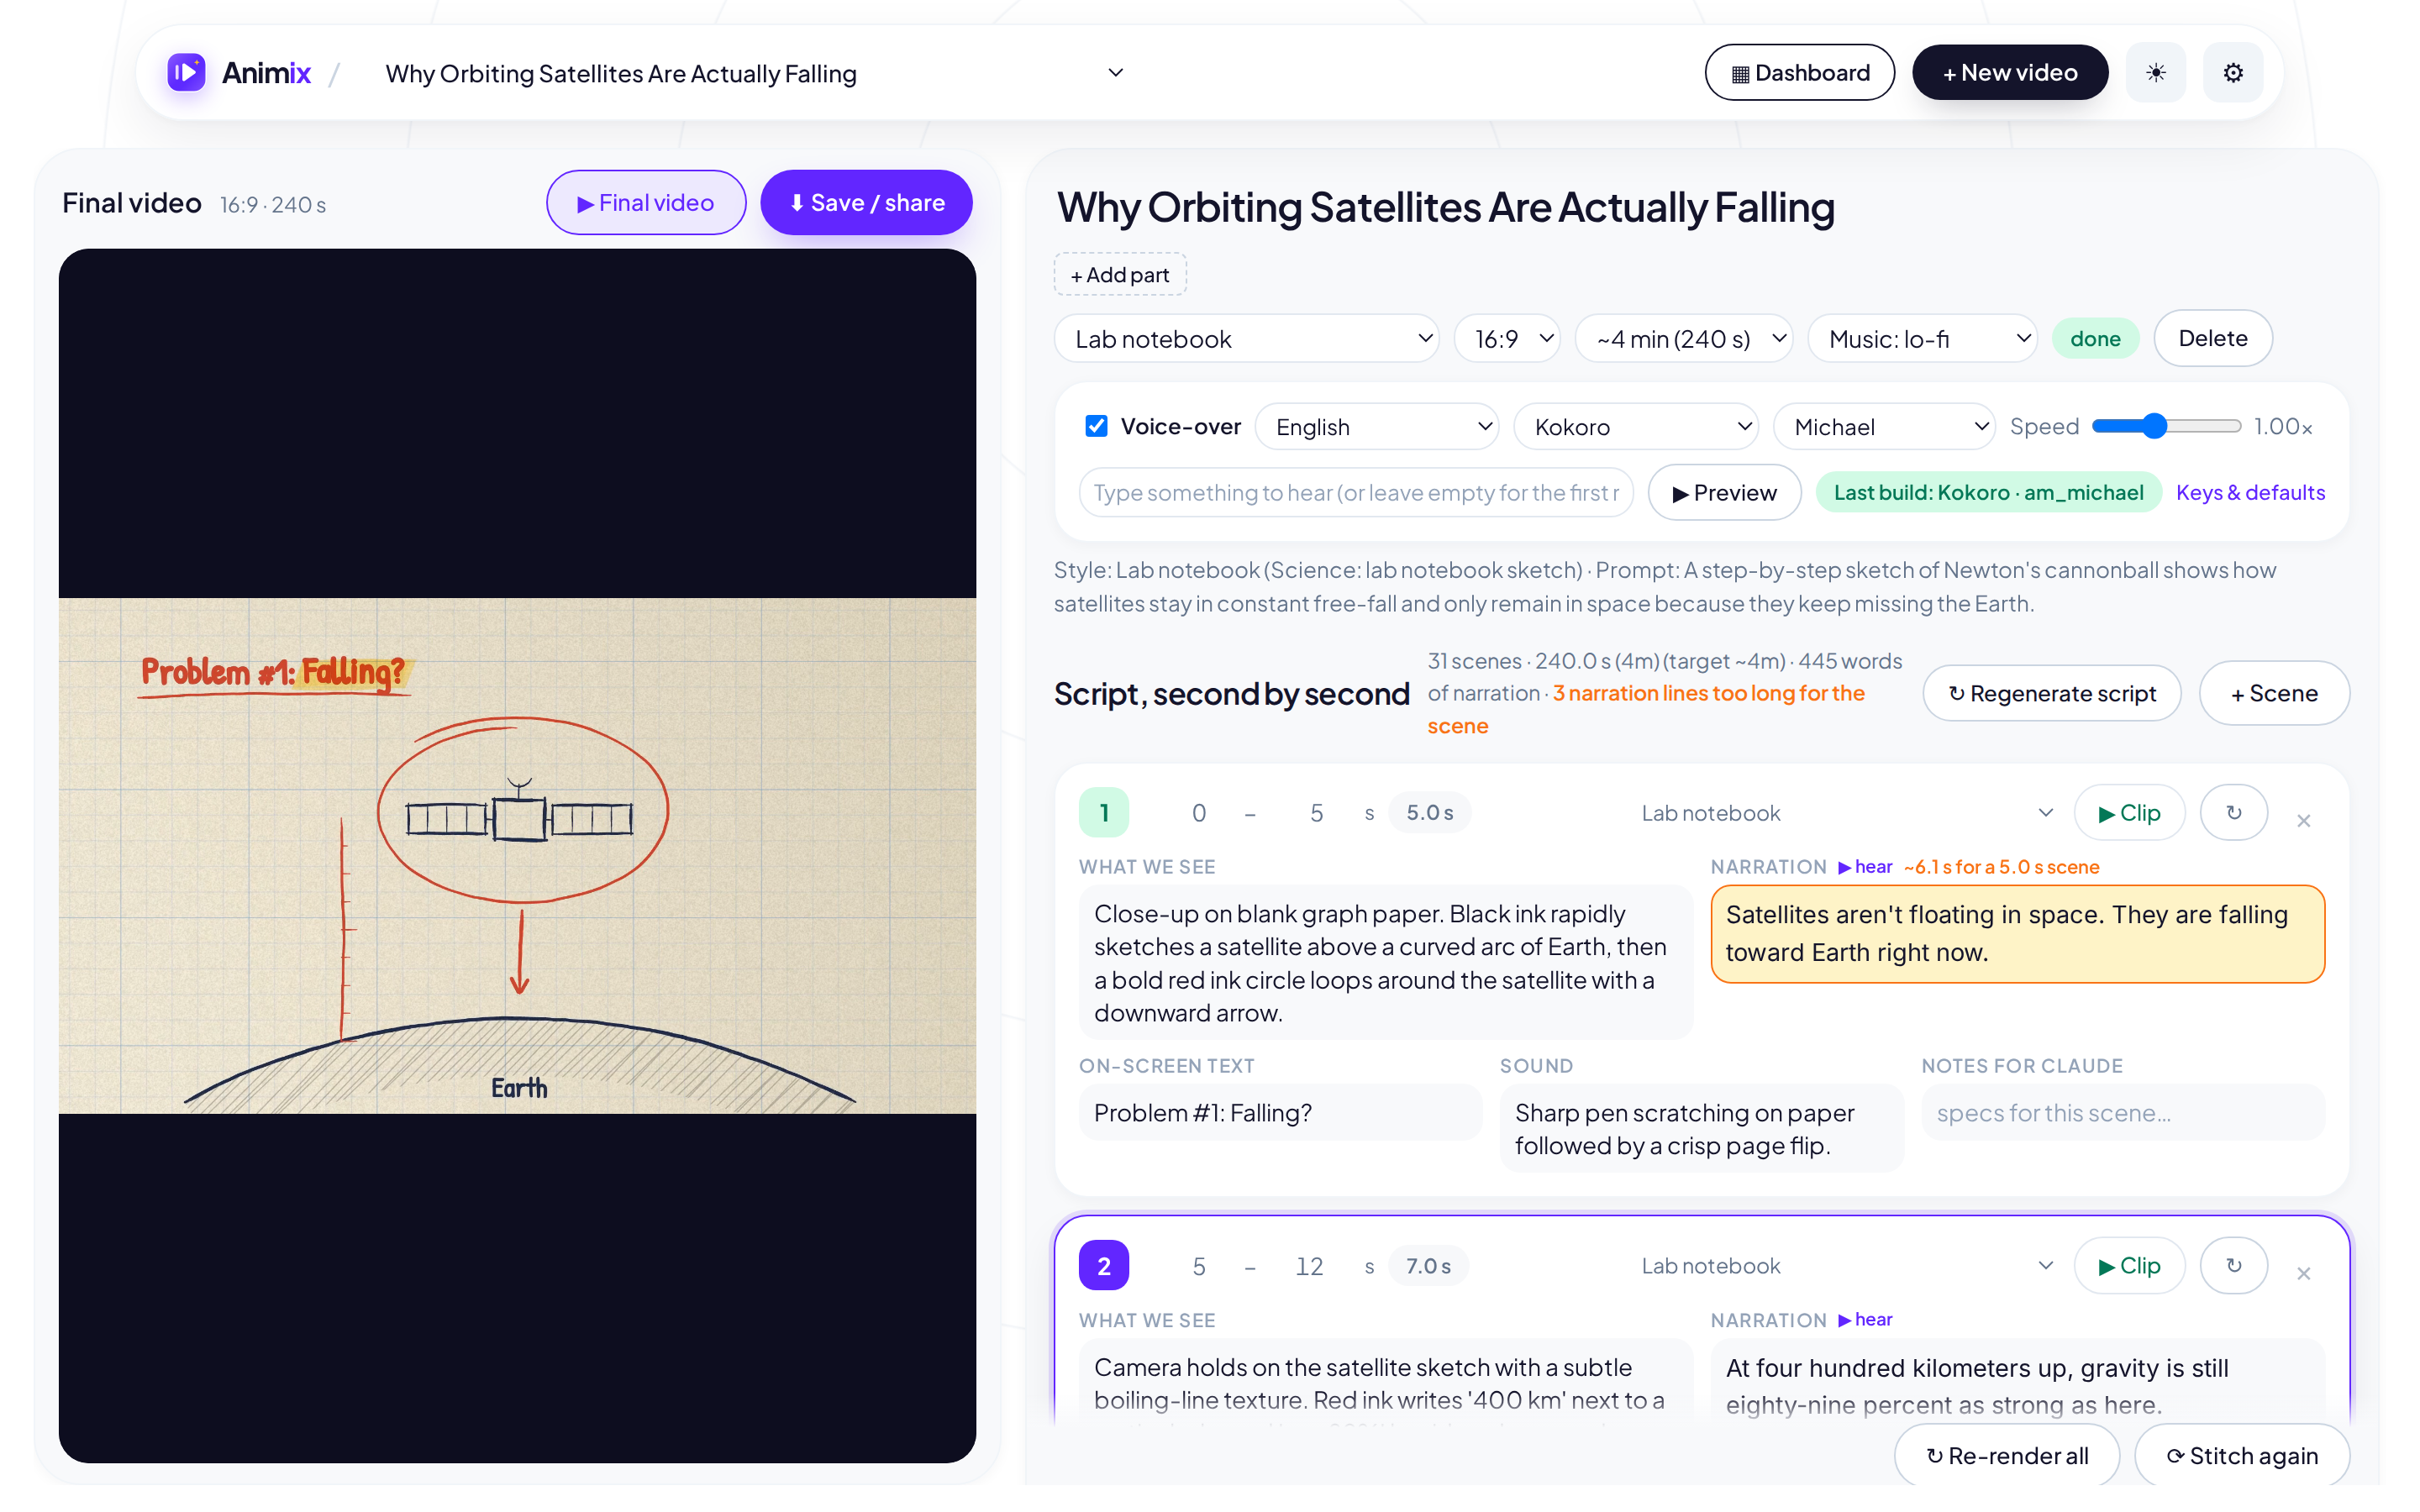 Animix / Why Orbiting Satellites Are Actually Falling
Dashboard
+ New video
Final video 16:9 · 240 s
▶ Final video
⬇ Save / share
Problem #1: Falling?
Earth
Why Orbiting Satellites Are Actually Falling
+ Add part
Lab notebook
16:9
~4 min (240 s)
Music: lo-fi
done
Delete
Voice-over
English
Kokoro
Michael
Speed
1.00×
Type something to hear (or leave empty for the first r
▶ Preview
Last build: Kokoro · am_michael
Keys & defaults
Style: Lab notebook (Science: lab notebook sketch) · Prompt: A step-by-step sketch of Newton's cannonball shows how
satellites stay in constant free-fall and only remain in space because they keep missing the Earth.
Script, second by second
31 scenes · 240.0 s (4m) (target ~4m) · 445 words
of narration · 3 narration lines too long for the
scene
↻ Regenerate script
+ Scene
1
0 – 5 s 5.0 s
Lab notebook
▶ Clip
↻
×
WHAT WE SEE
Close-up on blank graph paper. Black ink rapidly
sketches a satellite above a curved arc of Earth, then
a bold red ink circle loops around the satellite with a
downward arrow.
NARRATION ▶ hear ~6.1 s for a 5.0 s scene
Satellites aren't floating in space. They are falling
toward Earth right now.
ON-SCREEN TEXT
Problem #1: Falling?
SOUND
Sharp pen scratching on paper
followed by a crisp page flip.
NOTES FOR CLAUDE
specs for this scene…
2
5 – 12 s 7.0 s
Lab notebook
▶ Clip
↻
×
WHAT WE SEE
Camera holds on the satellite sketch with a subtle
boiling-line texture. Red ink writes '400 km' next to a
NARRATION ▶ hear
At four hundred kilometers up, gravity is still
eighty-nine percent as strong as here.
↻ Re-render all
⟳ Stitch again